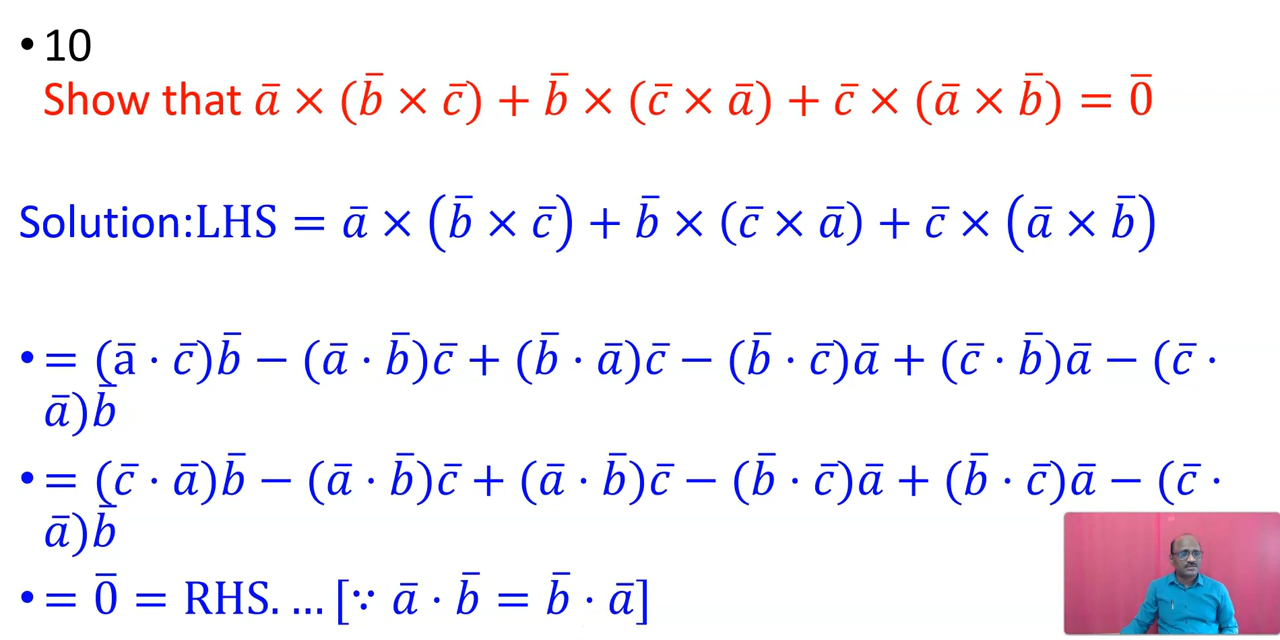 • 10
Show that a̅ × (b̅ × c̅) + b̅ × (c̅ × a̅) + c̅ × (a̅ × b̅) = 0̅
Solution:LHS = a̅ × (b̅ × c̅) + b̅ × (c̅ × a̅) + c̅ × (a̅ × b̅)
• = (a̅ · c̅)b̅ − (a̅ · b̅)c̅ + (b̅ · a̅)c̅ − (b̅ · c̅)a̅ + (c̅ · b̅)a̅ − (c̅ ·
a̅)b̅
• = (c̅ · a̅)b̅ − (a̅ · b̅)c̅ + (a̅ · b̅)c̅ − (b̅ · c̅)a̅ + (b̅ · c̅)a̅ − (c̅ ·
a̅)b̅
• = 0̅ = RHS. … [∵ a̅ · b̅ = b̅ · a̅]